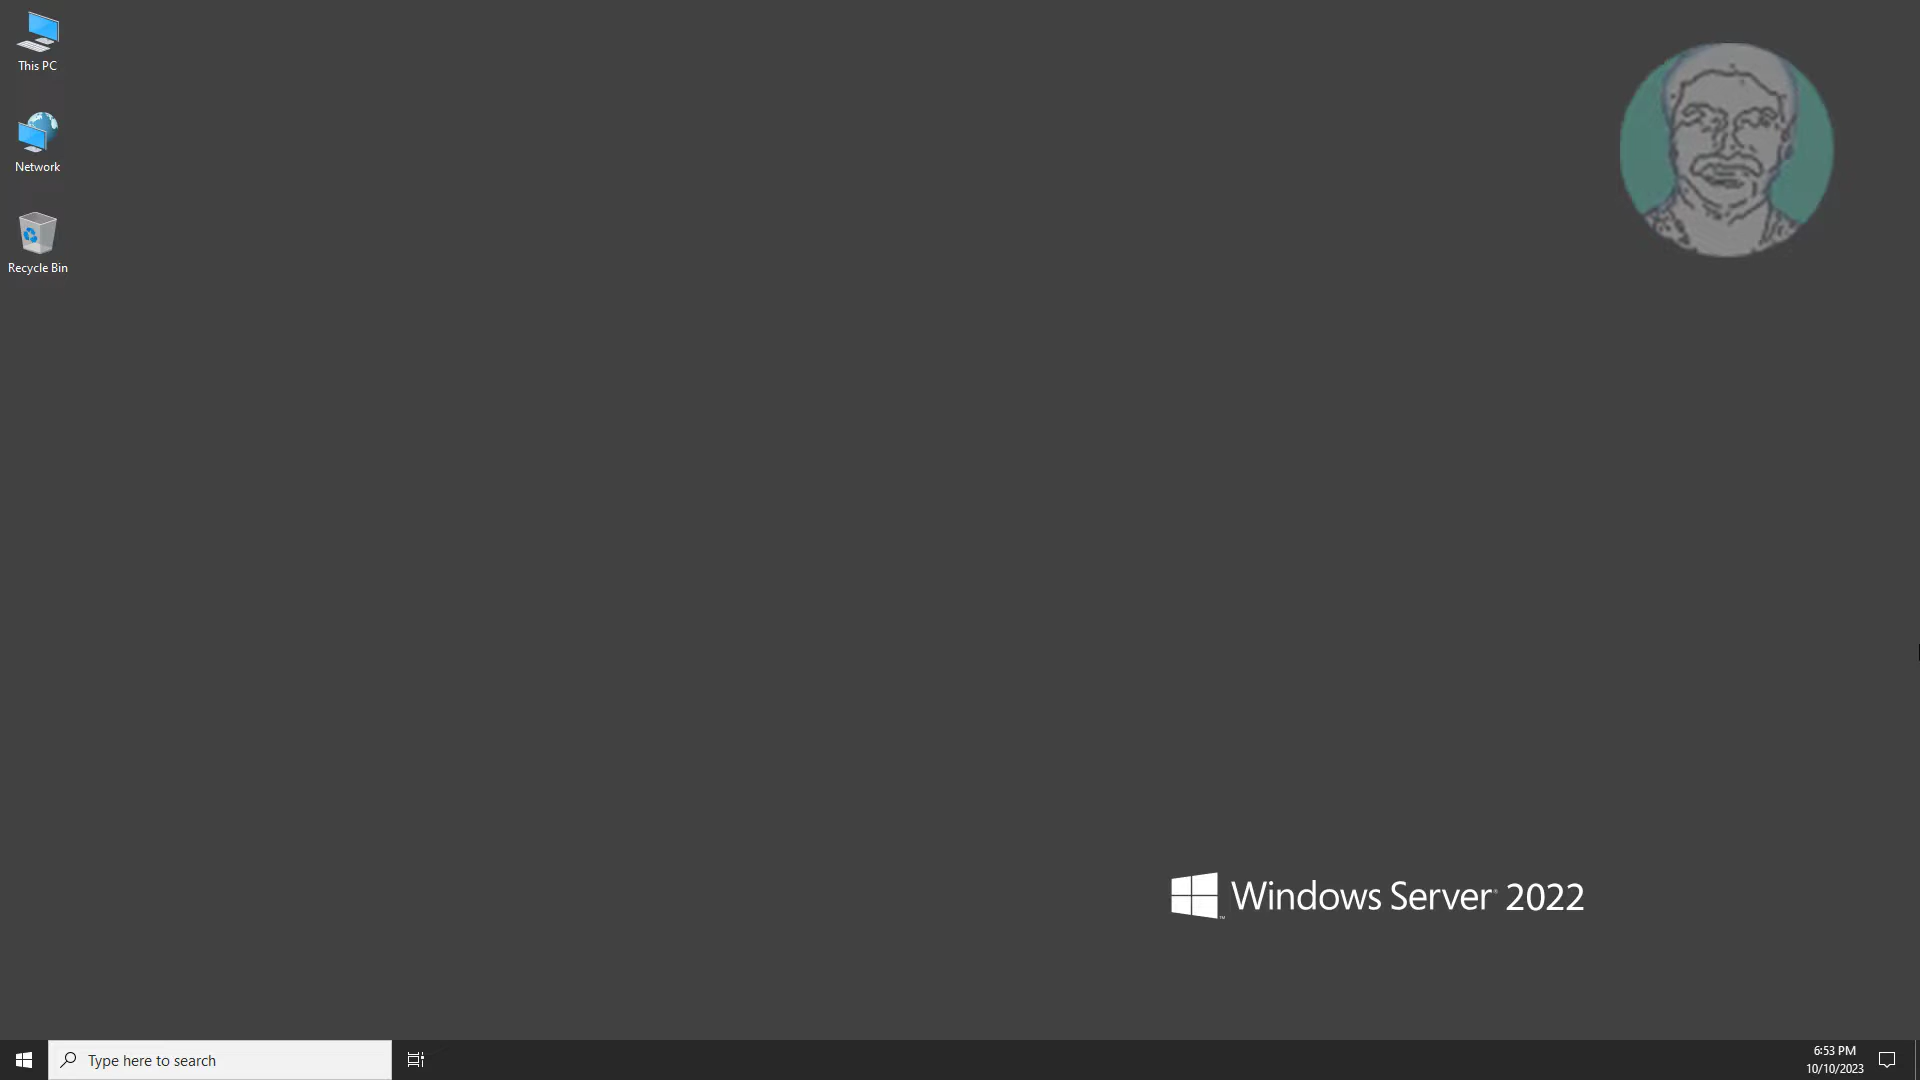 This PC
Network
Recycle Bin
Windows Server 2022
Type here to search
6:53 PM
10/10/2023